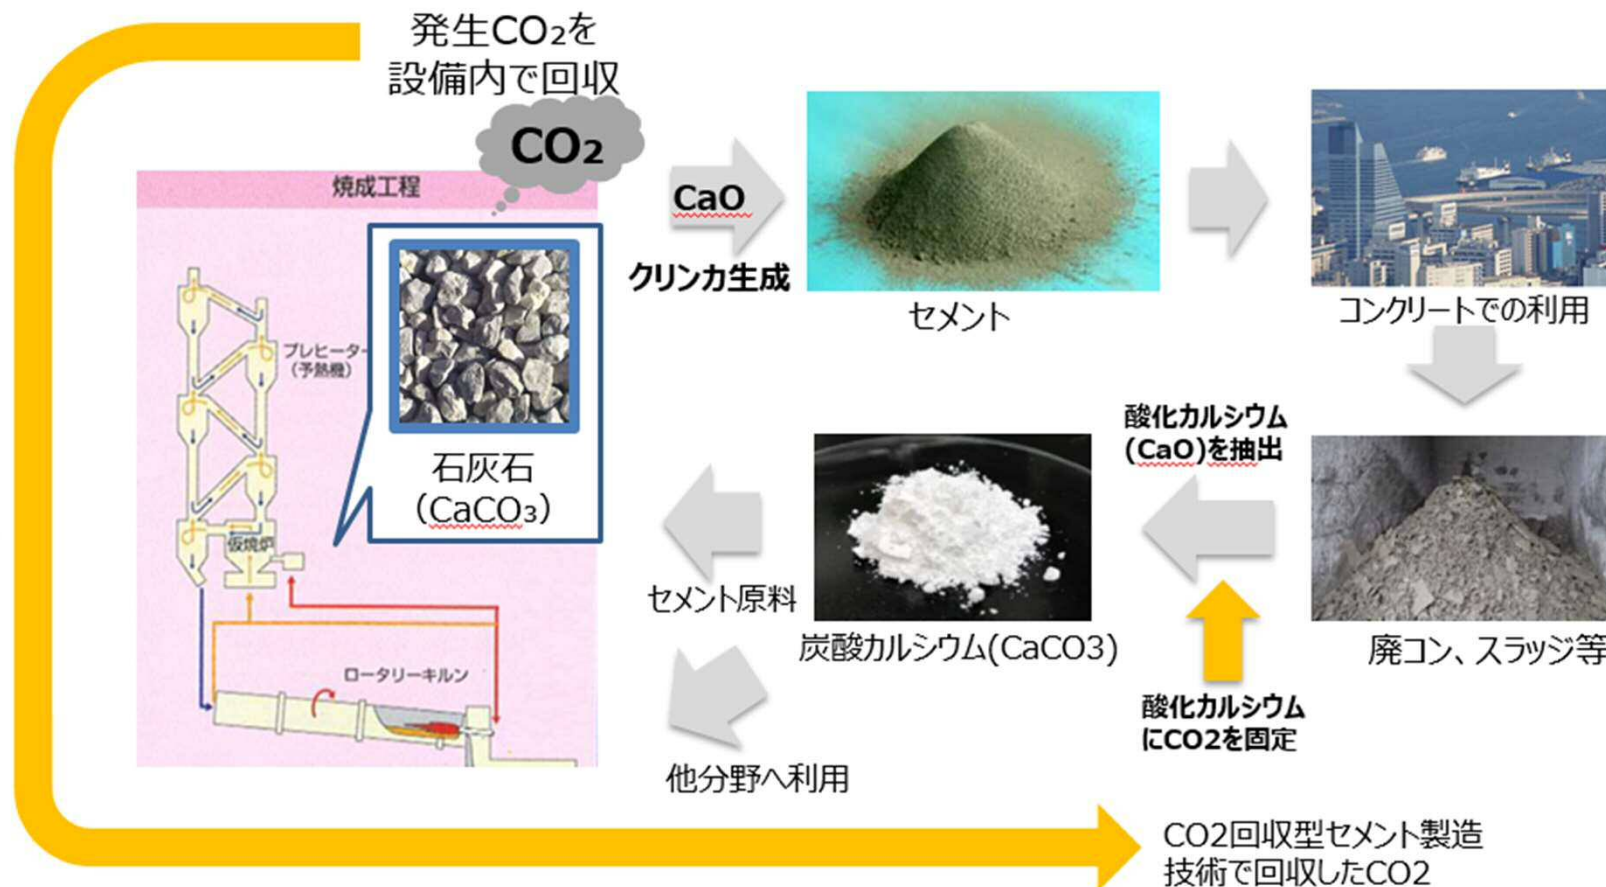 発生CO₂を
設備内で回収
CO₂
焼成工程
プレヒーター
(予熱機)
仮焼炉
ロータリーキルン
石灰石
(CaCO₃)
CaO
クリンカ生成
セメント
コンクリートでの利用
酸化カルシウム
(CaO)を抽出
廃コン、スラッジ等
酸化カルシウム
にCO2を固定
炭酸カルシウム(CaCO3)
セメント原料
他分野へ利用
CO2回収型セメント製造
技術で回収したCO2